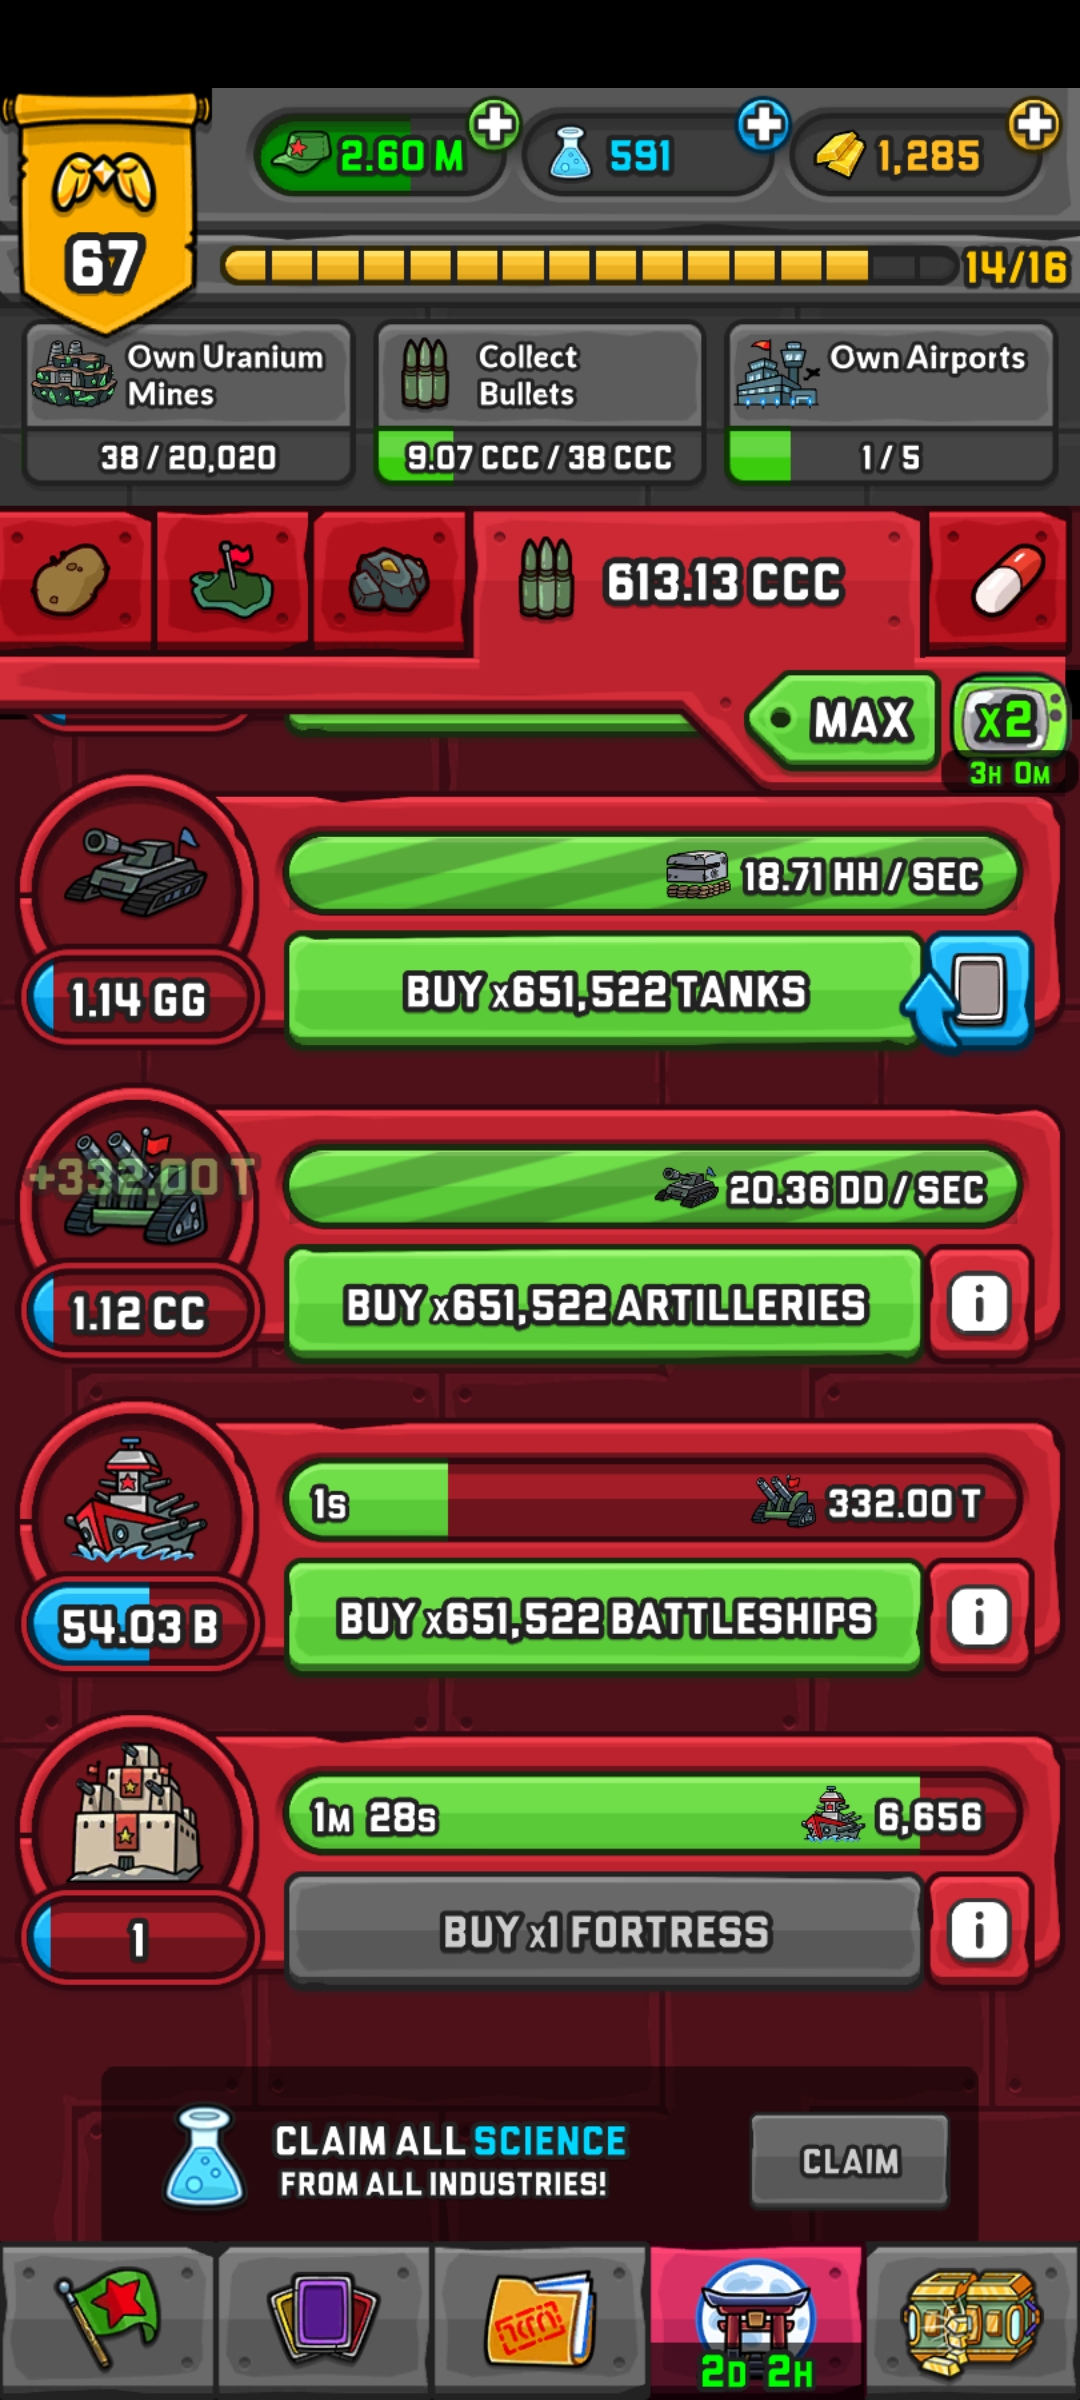 2.60 M
591
1,285
67
14/16
Own Uranium
Mines
38 / 20,020
Collect
Bullets
9.07 CCC / 38 CCC
Own Airports
1 / 5
613.13 CCC
MAX
x2
3H 0M
18.71 HH / SEC
1.14 GG
BUY x651,522 TANKS
+332.00 T
20.36 DD / SEC
1.12 CC
BUY x651,522 ARTILLERIES
i
1s
332.00 T
54.03 B
BUY x651,522 BATTLESHIPS
i
1M 28s
6,656
1
BUY x1 FORTRESS
i
CLAIM ALL SCIENCE
FROM ALL INDUSTRIES!
CLAIM
2D 2H